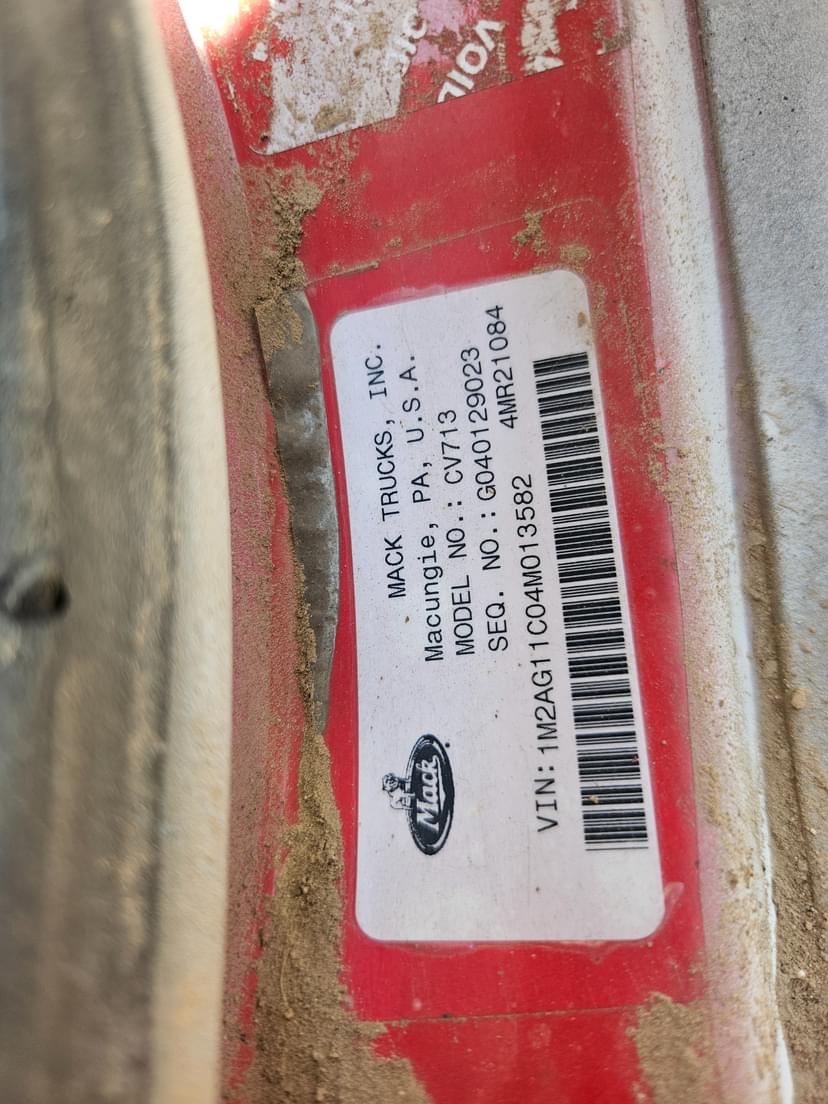 MACK TRUCKS, INC.
Macungie, PA, U.S.A.
MODEL NO.: CV713
SEQ. NO.: G040129023
4MR21084
VIN: 1M2AG11C04M013582
Mack